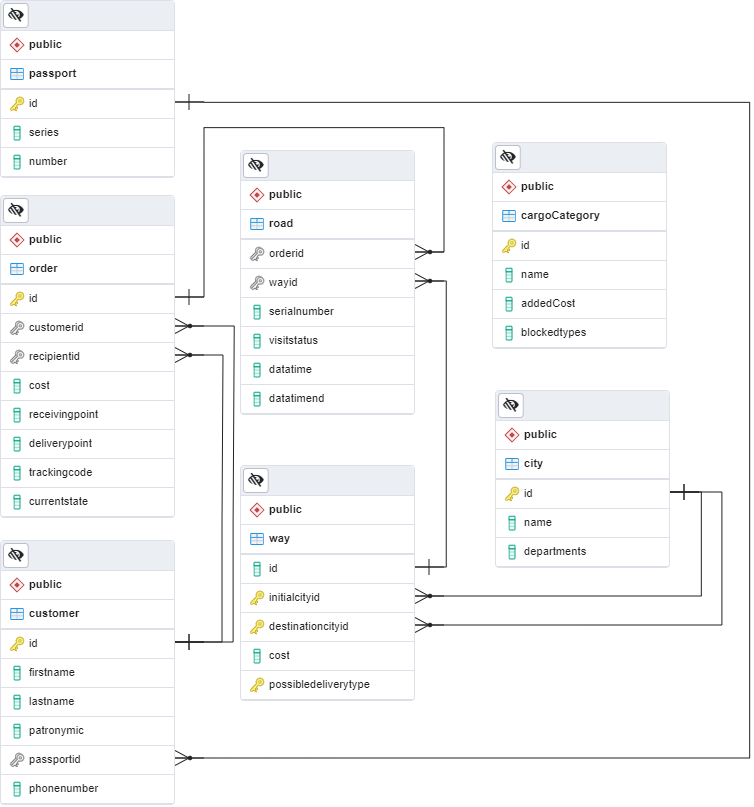 public
passport
id
series
number
public
order
id
customerid
recipientid
cost
receivingpoint
deliverypoint
trackingcode
currentstate
public
customer
id
firstname
lastname
patronymic
passportid
phonenumber
public
road
orderid
wayid
serialnumber
visitstatus
datatime
datatimend
public
way
id
initialcityid
destinationcityid
cost
possibledeliverytype
public
cargoCategory
id
name
addedCost
blockedtypes
public
city
id
name
departments